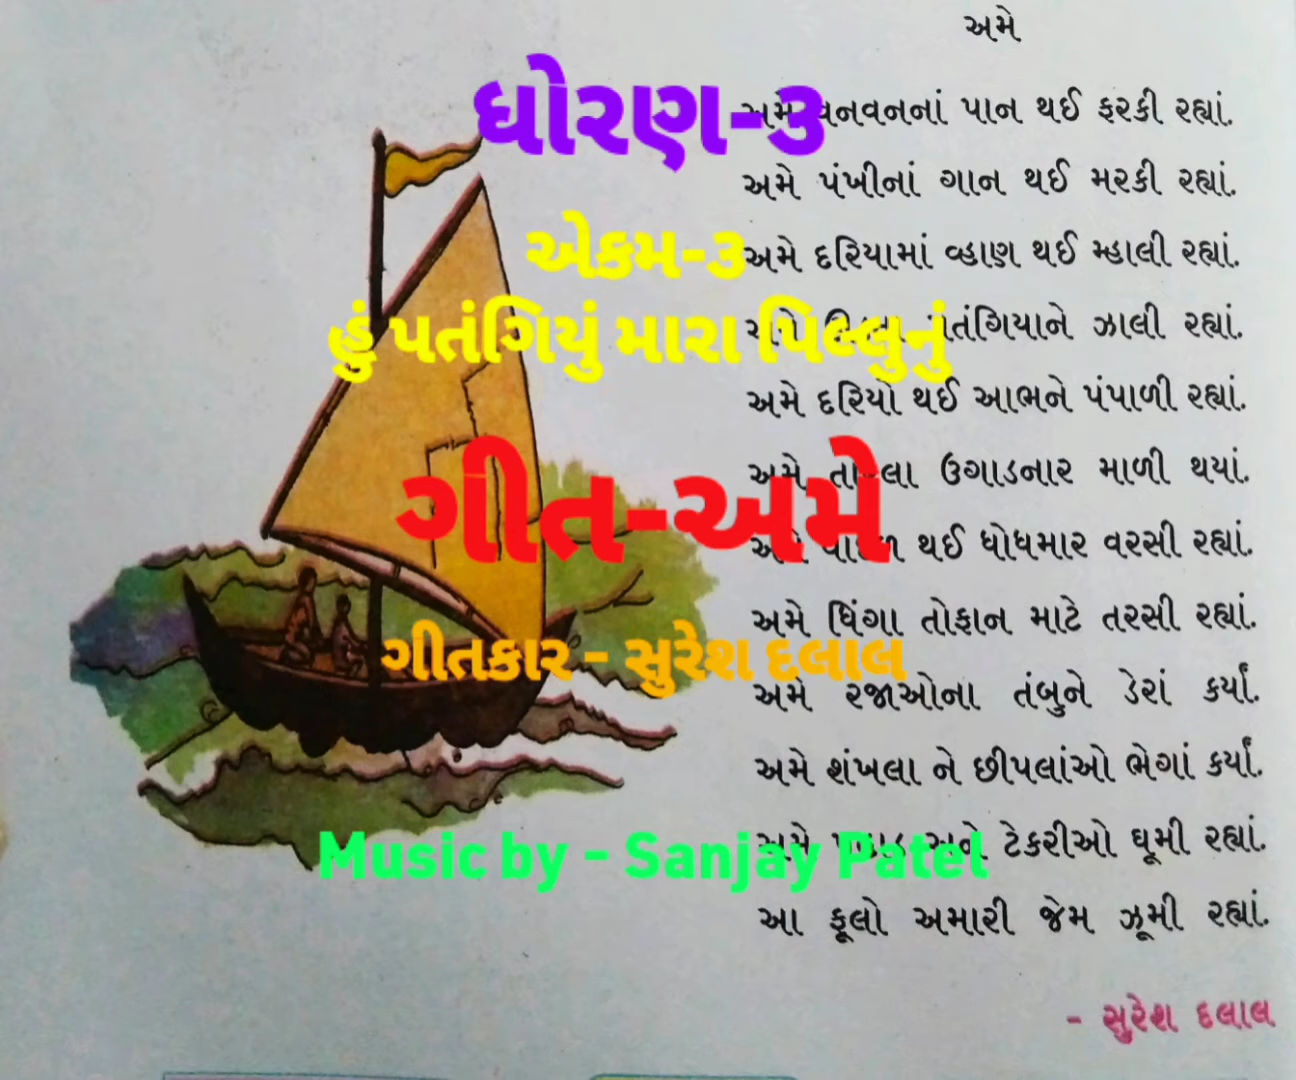 અમે
ધોરણ-૩
વનવનનાં પાન થઈ ફરકી રહ્યાં.
અમે પંખીનાં ગાન થઈ મરકી રહ્યાં.
એકમ-૩
અમે દરિયામાં વ્હાણ થઈ મ્હાલી રહ્યાં.
હું પતંગિયું મારા પિલ્લુનું
ઝાલી રહ્યાં.
અમે દરિયો થઈ આભને પંપાળી રહ્યાં.
ગીત-અમે
અમે ઉગાડનાર માળી થયાં.
થઈ ધોધમાર વરસી રહ્યાં.
અમે ધિંગા તોફાન માટે તરસી રહ્યાં.
ગીતકાર - સુરેશ દલાલ
અમે રજાઓના તંબુને ડેરાં કર્યાં.
અમે શંખલા ને છીપલાંઓ ભેગાં કર્યાં.
Music by - Sanjay Patel
અમે અને ટેકરીઓ ઘૂમી રહ્યાં.
આ ફૂલો અમારી જેમ ઝૂમી રહ્યાં.
- સુરેશ દલાલ